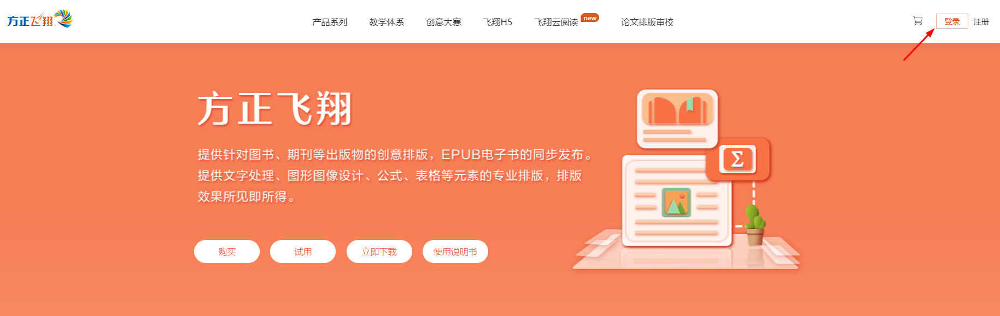 方正飞翔
产品系列 教学体系 创意大赛 飞翔H5 飞翔云阅读 new 论文排版审校
登录 注册
方正飞翔
提供针对图书、期刊等出版物的创意排版，EPUB电子书的同步发布。
提供文字处理、图形图像设计、公式、表格等元素的专业排版，排版
效果所见即所得。
Σ
购买 试用 立即下载 使用说明书